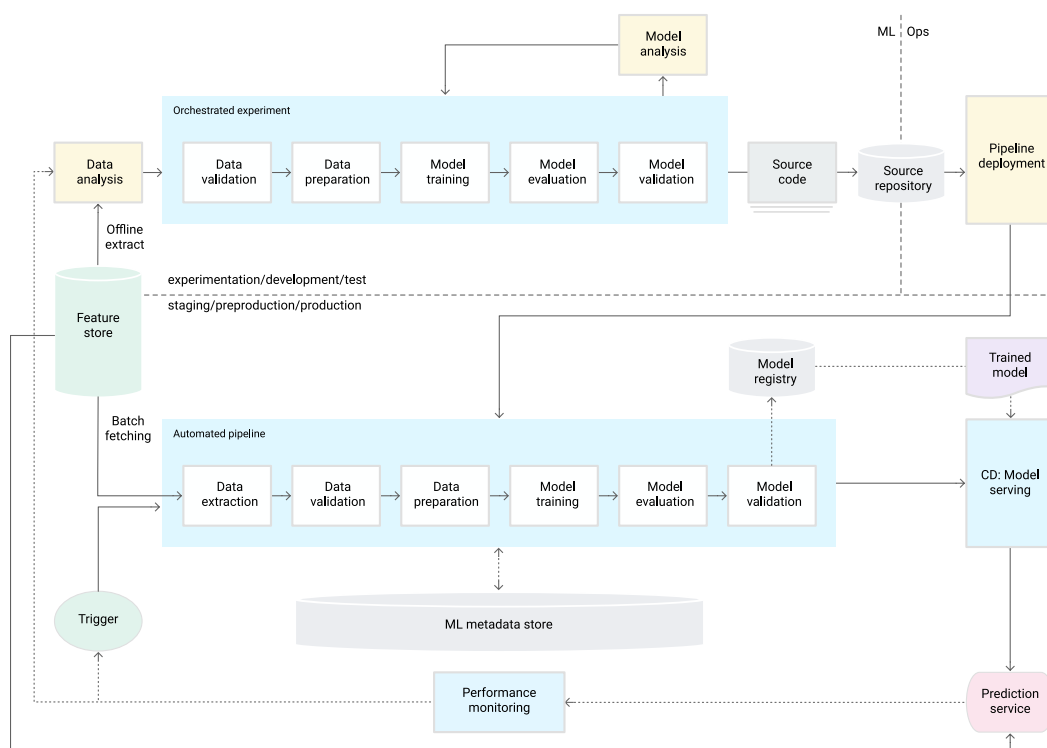 Model
analysis
ML
Ops
Orchestrated experiment
Data
analysis
Data
validation
Data
preparation
Model
training
Model
evaluation
Model
validation
Source
code
Source
repository
Pipeline
deployment
Offline
extract
experimentation/development/test
staging/preproduction/production
Feature
store
Model
registry
Trained
model
Batch
fetching
Automated pipeline
Data
extraction
Data
validation
Data
preparation
Model
training
Model
evaluation
Model
validation
CD: Model
serving
Trigger
ML metadata store
Performance
monitoring
Prediction
service